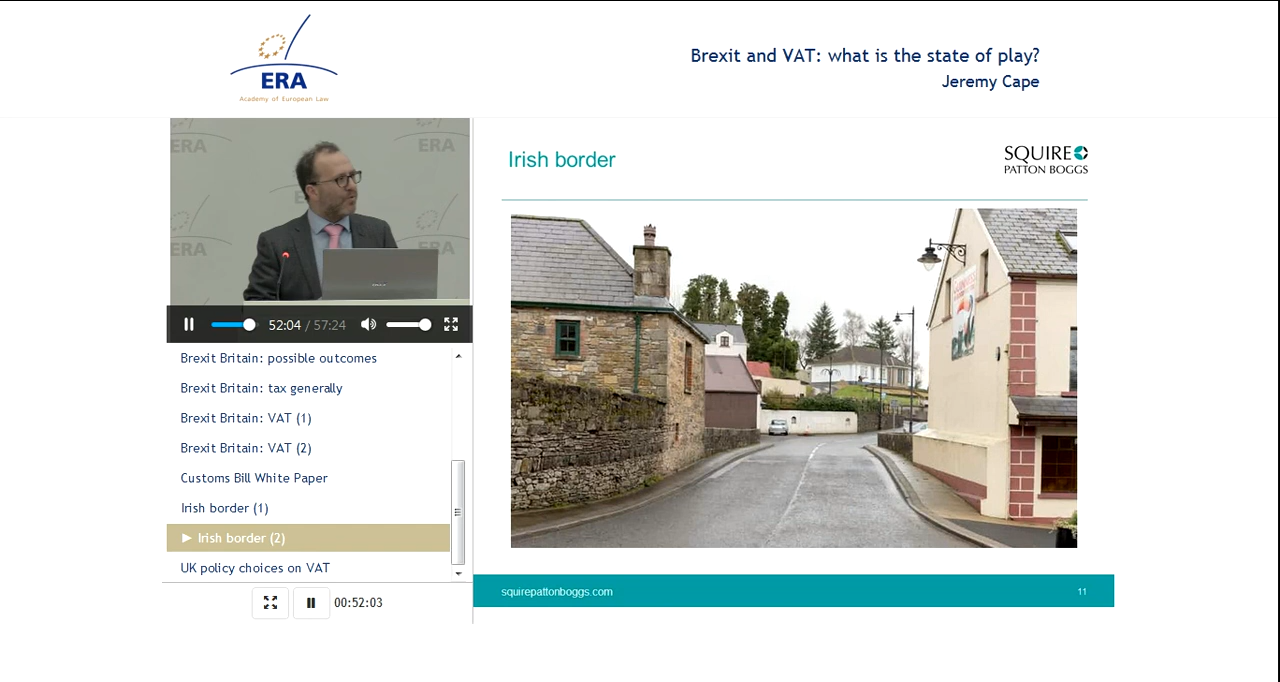 ERA
Academy of European Law
Brexit and VAT: what is the state of play?
Jeremy Cape
ERA
ERA
ERA
ERA
52:04 / 57:24
Brexit Britain: possible outcomes
Brexit Britain: tax generally
Brexit Britain: VAT (1)
Brexit Britain: VAT (2)
Customs Bill White Paper
Irish border (1)
► Irish border (2)
UK policy choices on VAT
00:52:03
Irish border
SQUIRE
PATTON BOGGS
squirepattonboggs.com
11